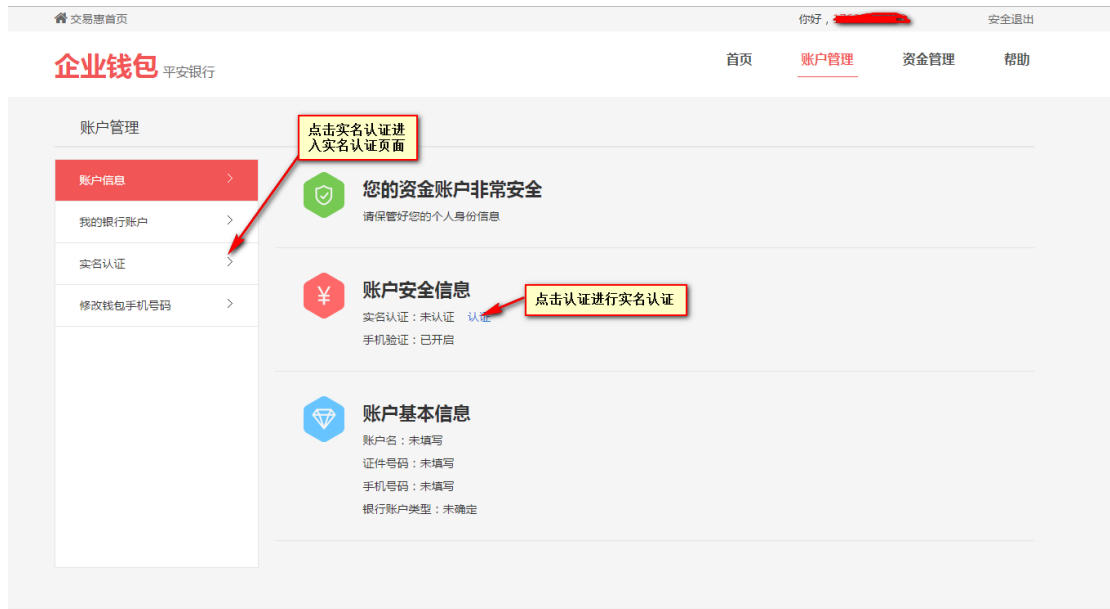 交易惠首页
你好，
安全退出
企业钱包 平安银行
首页
账户管理
资金管理
帮助
账户管理
点击实名认证进
入实名认证页面
账户信息
我的银行账户
实名认证
修改钱包手机号码
您的资金账户非常安全
请保管好您的个人身份信息
账户安全信息
实名认证：未认证 认证
点击认证进行实名认证
手机验证：已开启
账户基本信息
账户名：未填写
证件号码：未填写
手机号码：未填写
银行账户类型：未确定